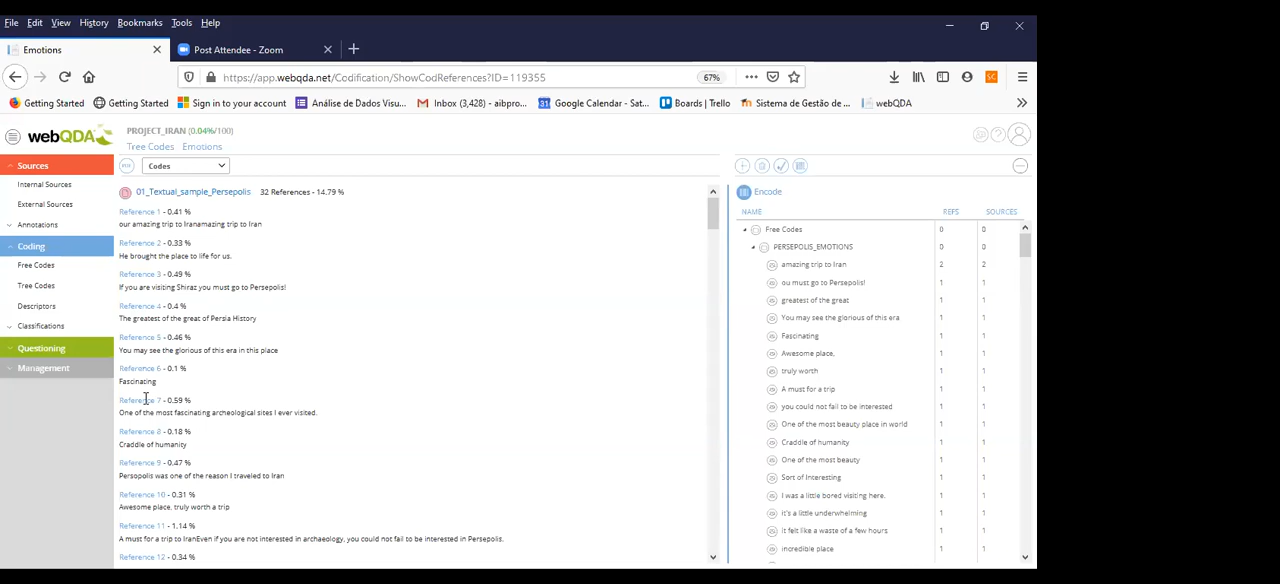 File Edit View History Bookmarks Tools Help
Emotions
Post Attendee - Zoom
https://app.webqda.net/Codification/ShowCodReferences?ID=119355
67%
Getting Started Getting Started Sign in to your account Análise de Dados Visu... Inbox (3,428) - aibpro... Google Calendar - Sat... Boards | Trello Sistema de Gestão de ... webQDA
webQDA
PROJECT_IRAN (0.04%/100)
Tree Codes Emotions
Sources
Internal Sources
External Sources
Annotations
Coding
Free Codes
Tree Codes
Descriptors
Classifications
Questioning
Management
Codes
01_Textual_sample_Persepolis 32 References - 14.79 %
Reference 1 - 0.41 %
our amazing trip to Iranamazing trip to Iran
Reference 2 - 0.33 %
He brought the place to life for us.
Reference 3 - 0.49 %
If you are visiting Shiraz you must go to Persepolis!
Reference 4 - 0.4 %
The greatest of the great of Persia History
Reference 5 - 0.46 %
You may see the glorious of this era in this place
Reference 6 - 0.1 %
Fascinating
Reference 7 - 0.59 %
One of the most fascinating archeological sites I ever visited.
Reference 8 - 0.18 %
Craddle of humanity
Reference 9 - 0.47 %
Persopolis was one of the reason I traveled to Iran
Reference 10 - 0.31 %
Awesome place, truly worth a trip
Reference 11 - 1.14 %
A must for a trip to IranEven if you are not interested in archaeology, you could not fail to be interested in Persepolis.
Reference 12 - 0.34 %
Encode
NAME REFS SOURCES
Free Codes 0 0
PERSEPOLIS_EMOTIONS 0 0
amazing trip to Iran 2 2
ou must go to Persepolis! 1 1
greatest of the great 1 1
You may see the glorious of this era 1 1
Fascinating 1 1
Awesome place, 1 1
truly worth 1 1
A must for a trip 1 1
you could not fail to be interested 1 1
One of the most beauty place in world 1 1
Craddle of humanity 1 1
One of the most beauty 1 1
Sort of Interesting 1 1
I was a little bored visiting here. 1 1
it's a little underwhelming 1 1
it felt like a waste of a few hours 1 1
incredible place 1 1